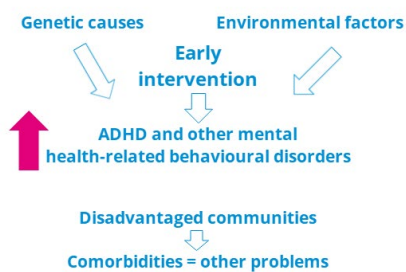 Genetic causes
Environmental factors
Early
intervention
ADHD and other mental
health-related behavioural disorders
Disadvantaged communities
Comorbidities = other problems